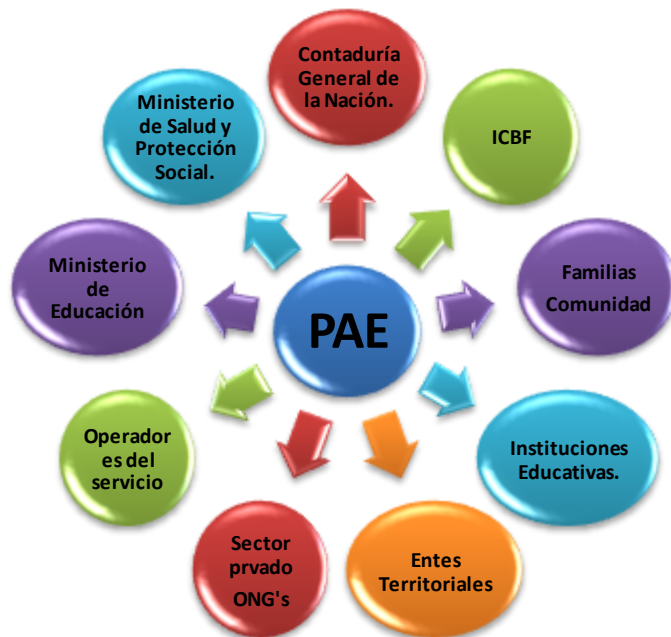 Contaduría
General de
la Nación.
ICBF
Familias
Comunidad
Instituciones
Educativas.
Entes
Territoriales
Sector
prvado
ONG's
Operador
es del
servicio
Ministerio
de
Educación
Ministerio
de Salud y
Protección
Social.
PAE